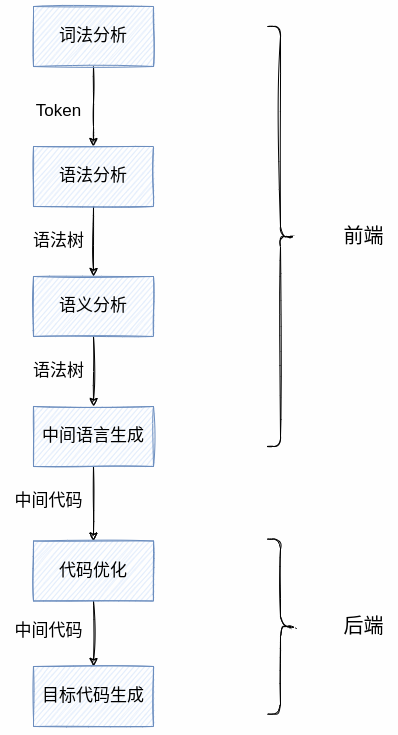 词法分析
Token
语法分析
语法树
语义分析
语法树
中间语言生成
前端
中间代码
代码优化
中间代码
目标代码生成
后端